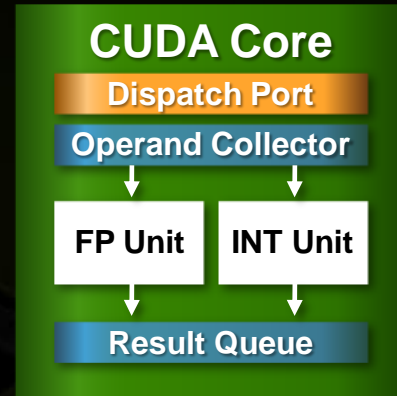 CUDA Core
Dispatch Port
Operand Collector
FP Unit
INT Unit
Result Queue